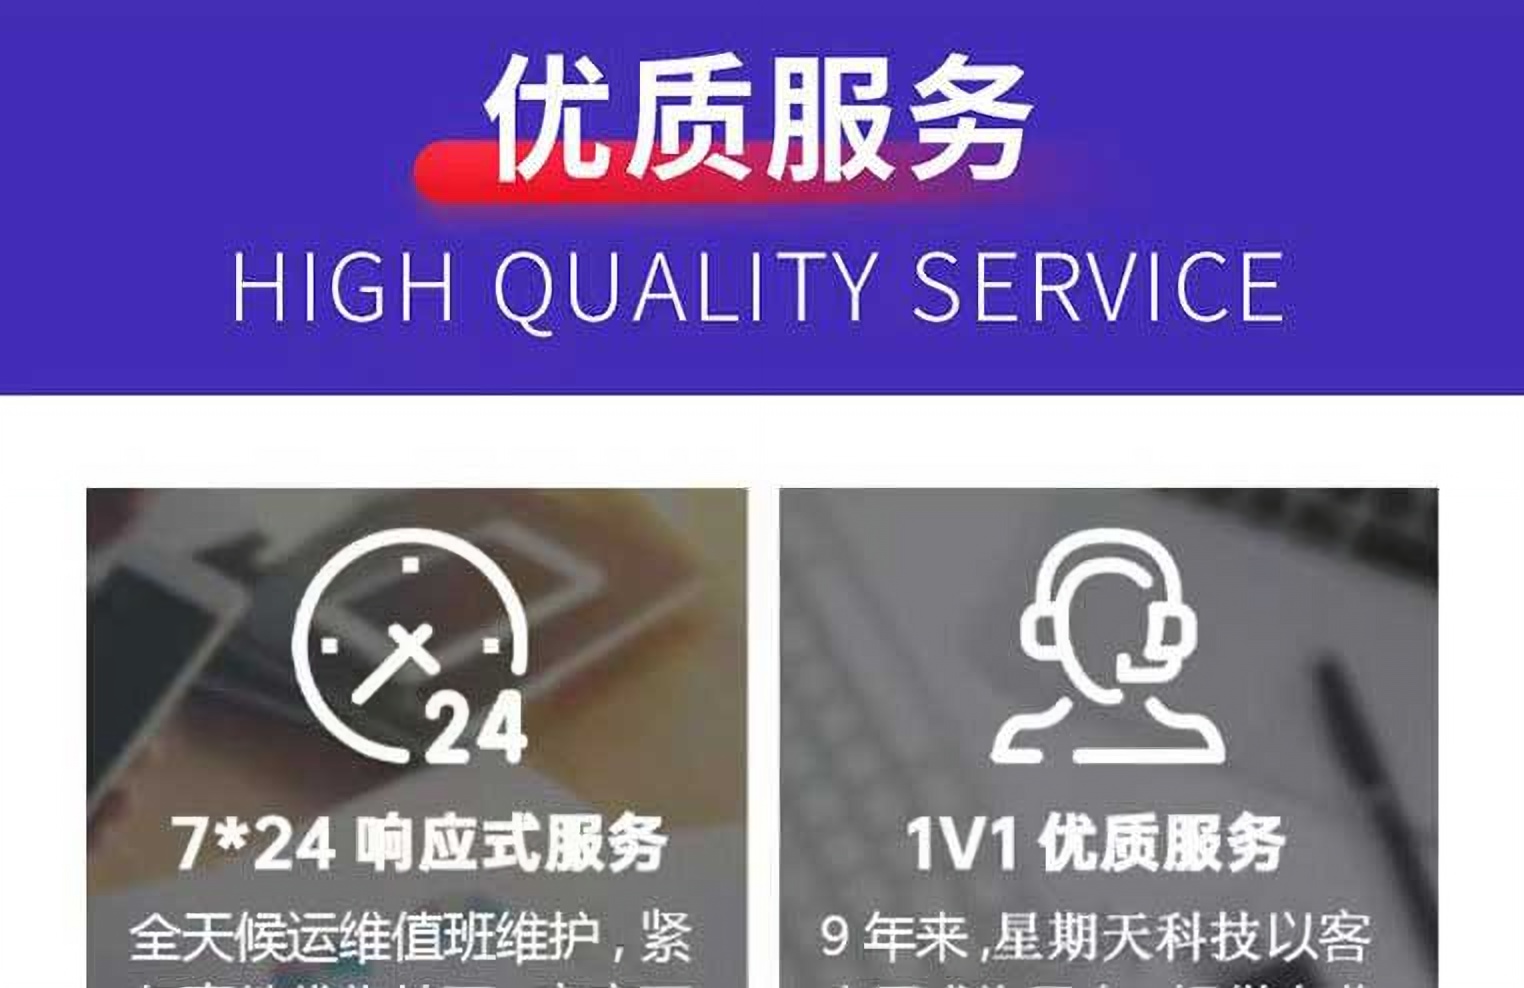 优质服务
HIGH QUALITY SERVICE
24
7*24 响应式服务
全天候运维值班维护,紧
1V1 优质服务
9 年来,星期天科技以客